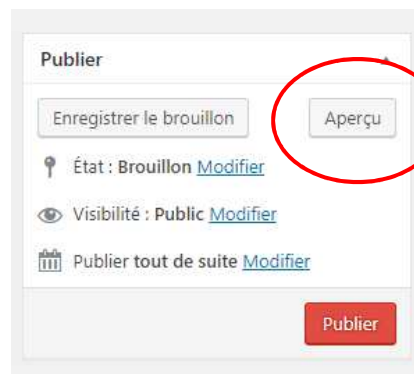 Publier
Enregistrer le brouillon Aperçu
État : Brouillon Modifier
Visibilité : Public Modifier
Publier tout de suite Modifier
Publier